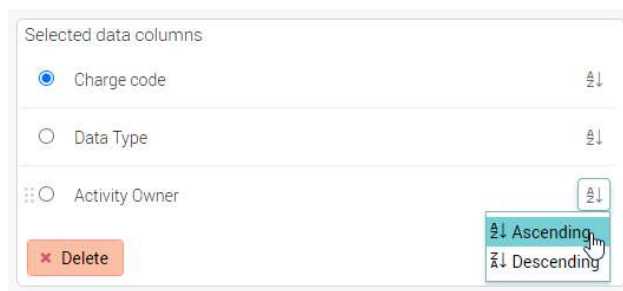 Selected data columns
Charge code
Data Type
Activity Owner
Ascending
Delete
Descending